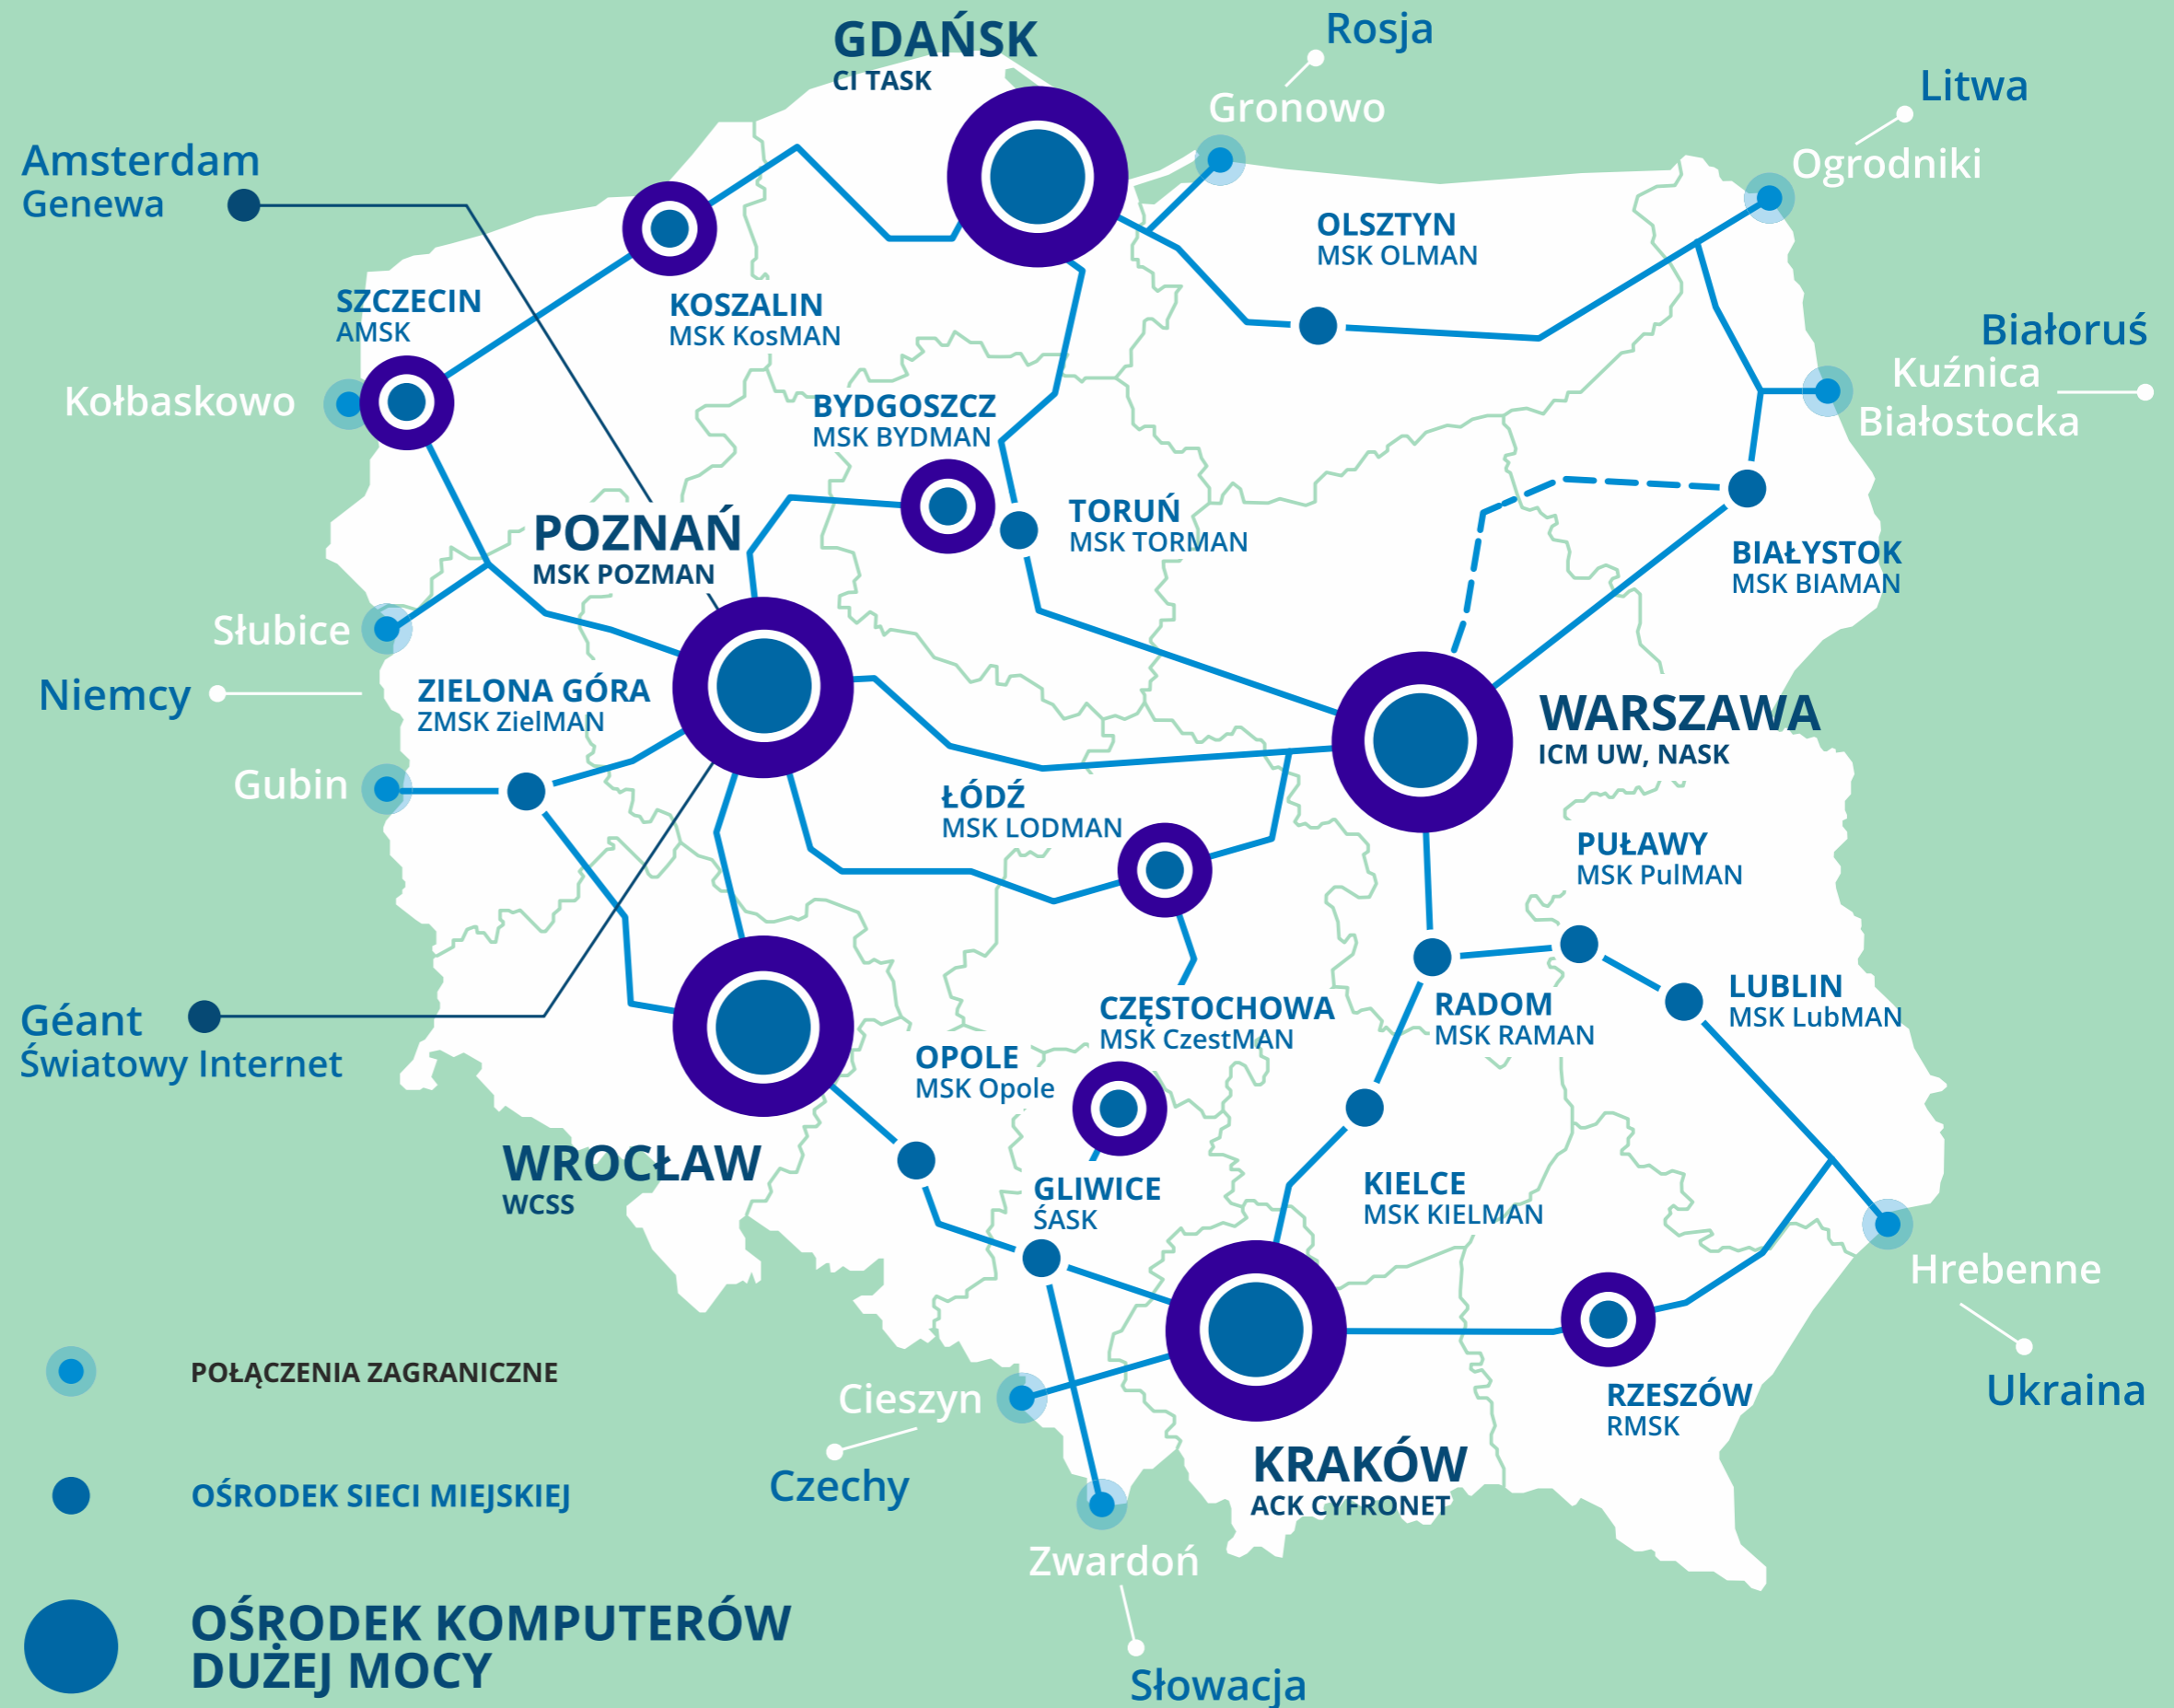 GDAŃSK
CI TASK
Rosja
Gronowo
Litwa
Ogrodniki
Amsterdam
Genewa
OLSZTYN
MSK OLMAN
SZCZECIN
AMSK
KOSZALIN
MSK KosMAN
Białoruś
Kuźnica
Białostocka
Kołbaskowo
BYDGOSZCZ
MSK BYDMAN
POZNAŃ
MSK POZMAN
TORUŃ
MSK TORMAN
BIAŁYSTOK
MSK BIAMAN
Słubice
Niemcy
ZIELONA GÓRA
ZMSK ZielMAN
WARSZAWA
ICM UW, NASK
Gubin
ŁÓDŹ
MSK LODMAN
PUŁAWY
MSK PulMAN
Géant
Światowy Internet
CZĘSTOCHOWA
MSK CzestMAN
RADOM
MSK RAMAN
LUBLIN
MSK LubMAN
OPOLE
MSK Opole
WROCŁAW
WCSS
GLIWICE
ŚASK
KIELCE
MSK KIELMAN
Hrebenne
Ukraina
POŁĄCZENIA ZAGRANICZNE
Cieszyn
Czechy
RZESZÓW
RMSK
KRAKÓW
ACK CYFRONET
OŚRODEK SIECI MIEJSKIEJ
Zwardoń
Słowacja
OŚRODEK KOMPUTERÓW
DUŻEJ MOCY